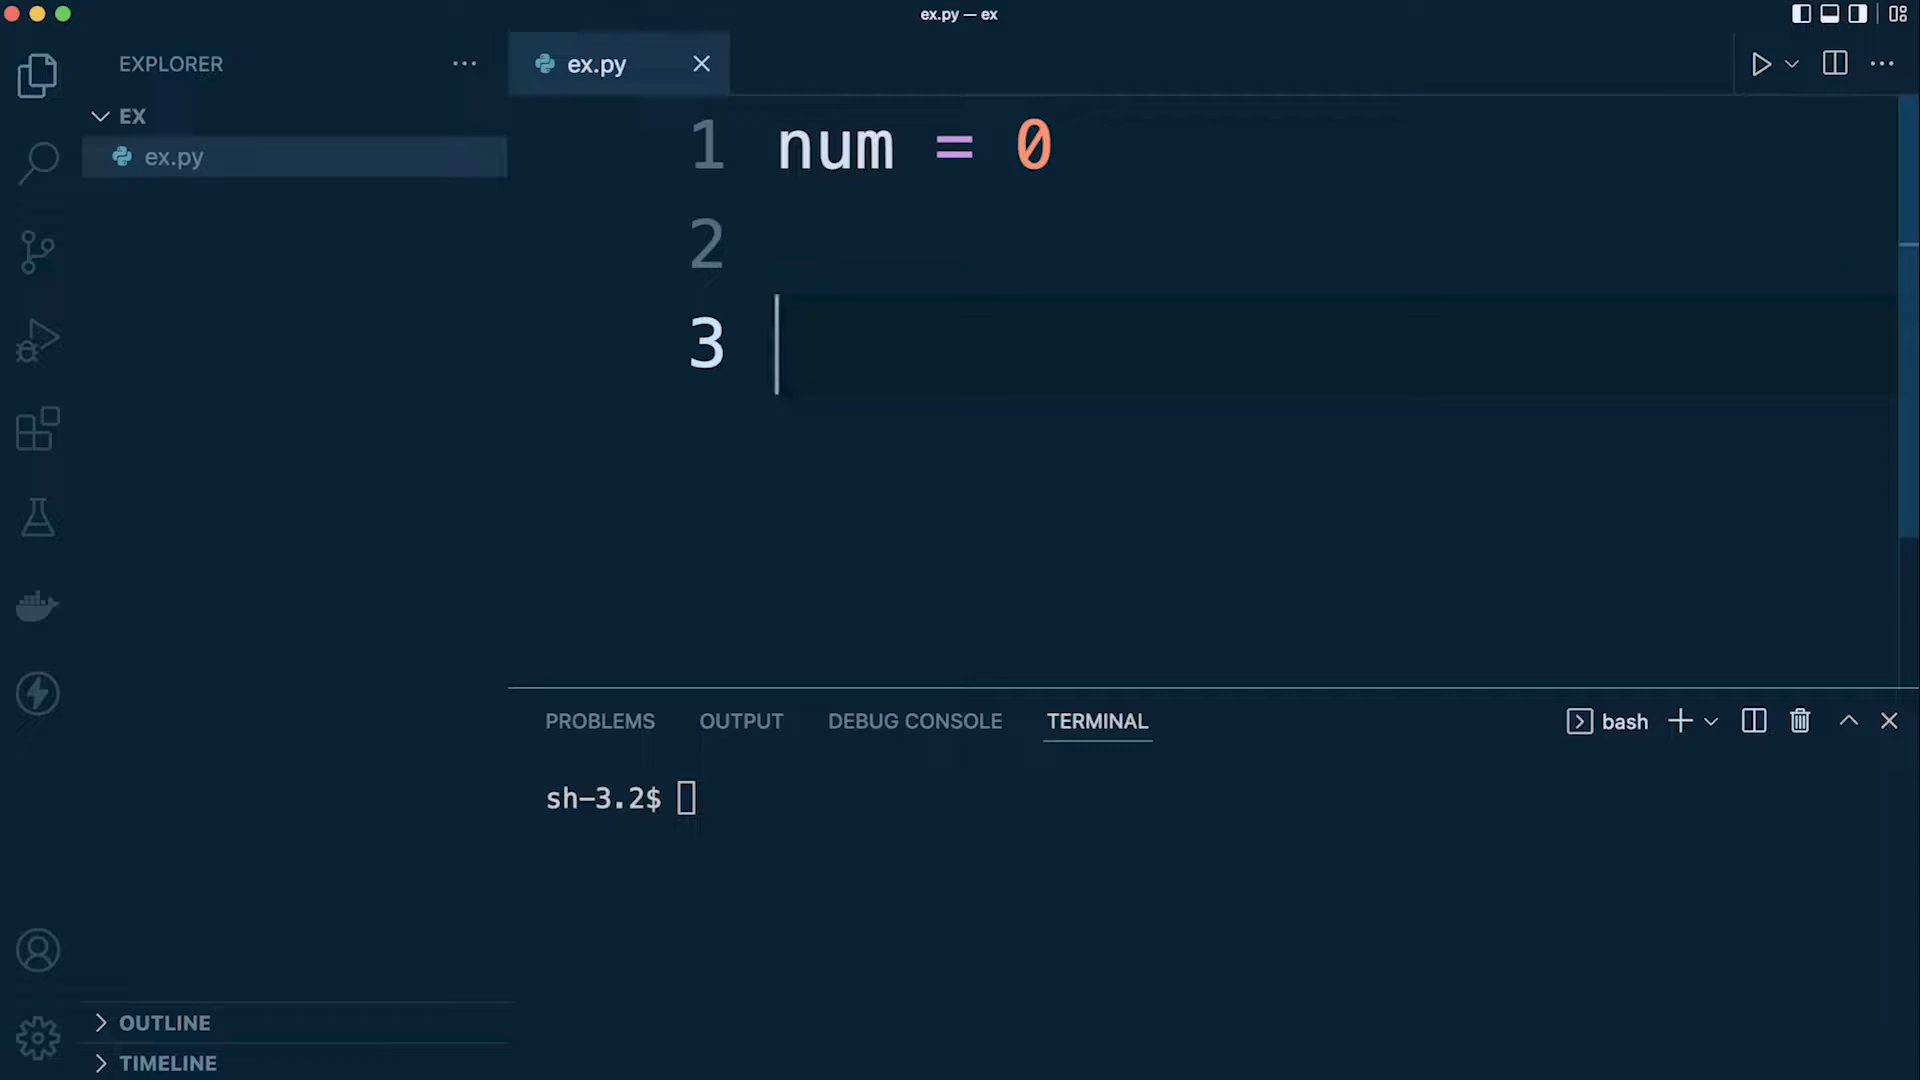 ex.py — ex
EXPLORER
EX
ex.py
OUTLINE
TIMELINE
ex.py
1 num = 0
2
3
PROBLEMS OUTPUT DEBUG CONSOLE TERMINAL
bash
sh-3.2$